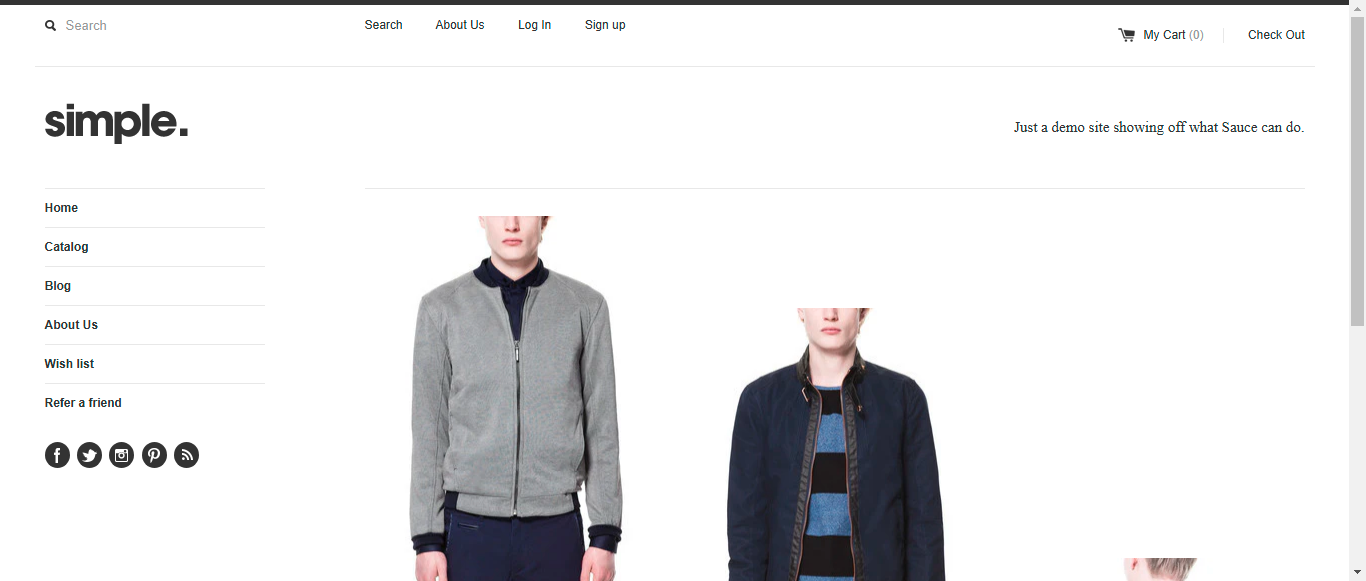 Search
Search About Us Log In Sign up
My Cart (0) Check Out
simple.
Just a demo site showing off what Sauce can do.
Home
Catalog
Blog
About Us
Wish list
Refer a friend